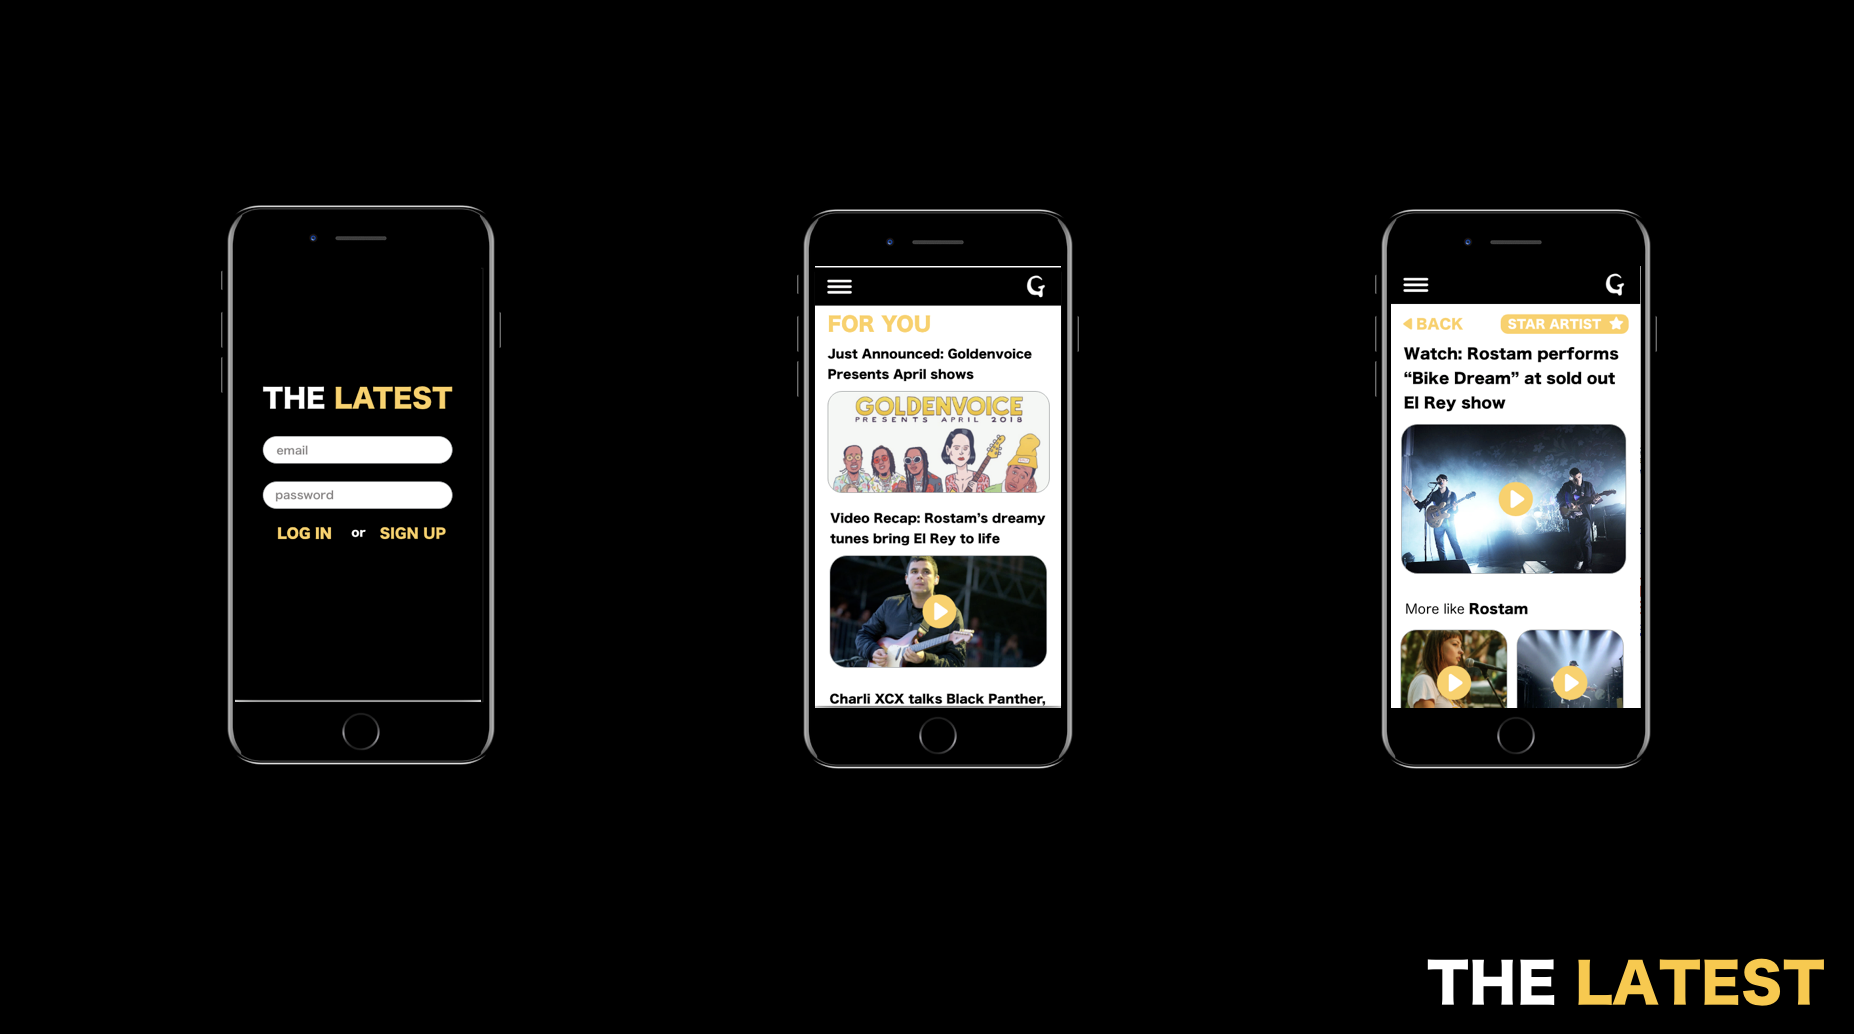 THE LATEST
email
password
LOG IN or SIGN UP
G
FOR YOU
Just Announced: Goldenvoice
Presents April shows
GOLDENVOICE
PRESENTS APRIL 2018
Video Recap: Rostam's dreamy
tunes bring El Rey to life
Charli XCX talks Black Panther,
G
BACK
STAR ARTIST
Watch: Rostam performs
“Bike Dream” at sold out
El Rey show
More like Rostam
THE LATEST